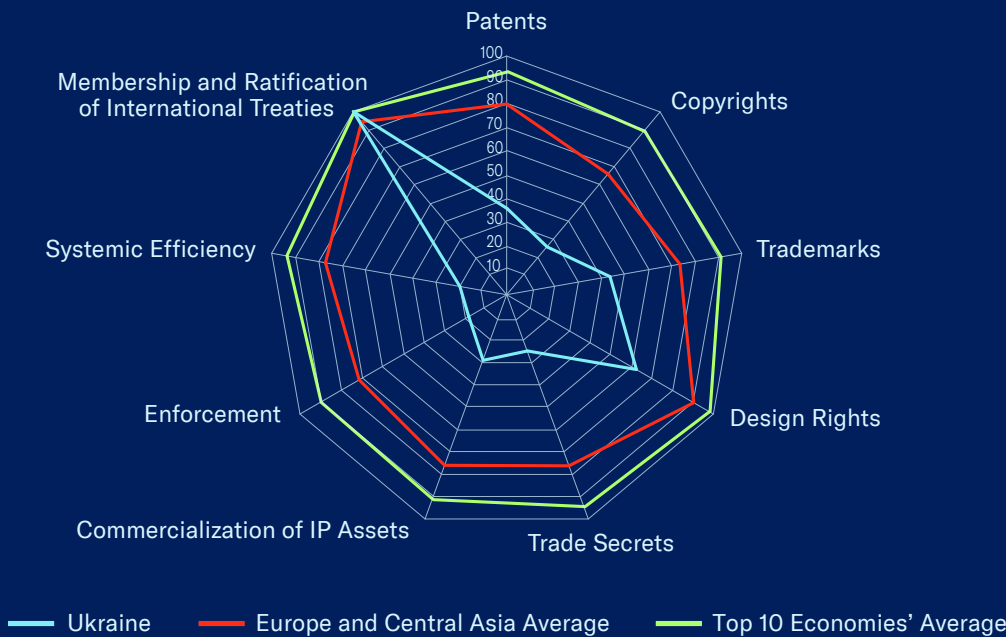 Patents
100
90
80
70
60
50
40
30
20
10
Membership and Ratification
of International Treaties
Copyrights
Systemic Efficiency
Trademarks
Enforcement
Design Rights
Commercialization of IP Assets
Trade Secrets
Ukraine
Europe and Central Asia Average
Top 10 Economies’ Average